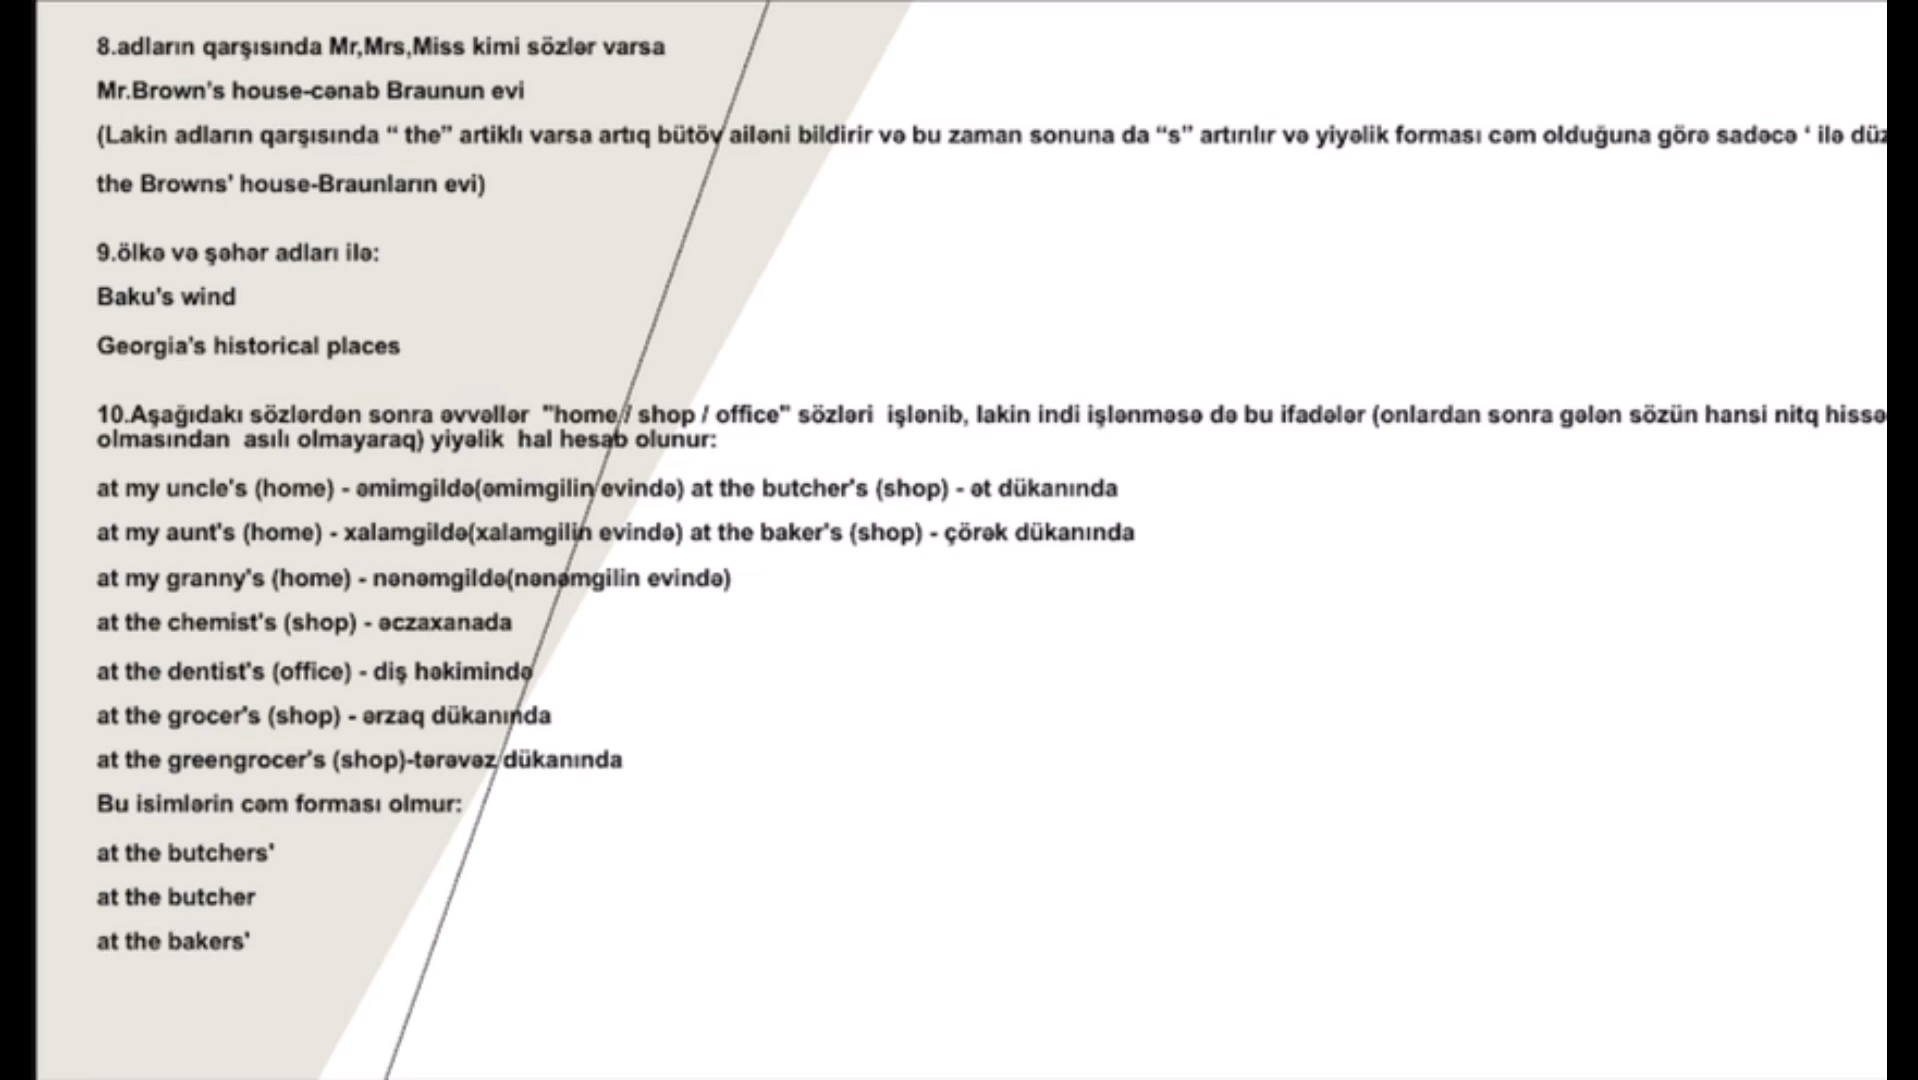 8.adların qarşısında Mr,Mrs,Miss kimi sözlər varsa
Mr.Brown's house-cənab Braunun evi
(Lakin adların qarşısında “ the” artiklı varsa artıq bütöv ailəni bildirir və bu zaman sonuna da “s” artırılır və yiyəlik forması cəm olduğuna görə sadəcə ‘ ilə
the Browns' house-Braunların evi)
9.ölkə və şəhər adları ilə:
Baku's wind
Georgia's historical places
10.Aşağıdakı sözlərdən sonra əvvəllər "home / shop / office" sözləri işlənib, lakin indi işlənməsə də bu ifadələr (onlardan sonra gələn sözün hansi nitq
olmasından asılı olmayaraq) yiyəlik hal hesab olunur:
at my uncle's (home) - əmimgildə(əmimgilin evində) at the butcher's (shop) - ət dükanında
at my aunt's (home) - xalamgildə(xalamgilin evində) at the baker's (shop) - çörək dükanında
at my granny's (home) - nənəmgildə(nənəmgilin evində)
at the chemist's (shop) - əczaxanada
at the dentist's (office) - diş həkimində
at the grocer's (shop) - ərzaq dükanında
at the greengrocer's (shop)-tərəvəz dükanında
Bu isimlərin cəm forması olmur:
at the butchers'
at the butcher
at the bakers'